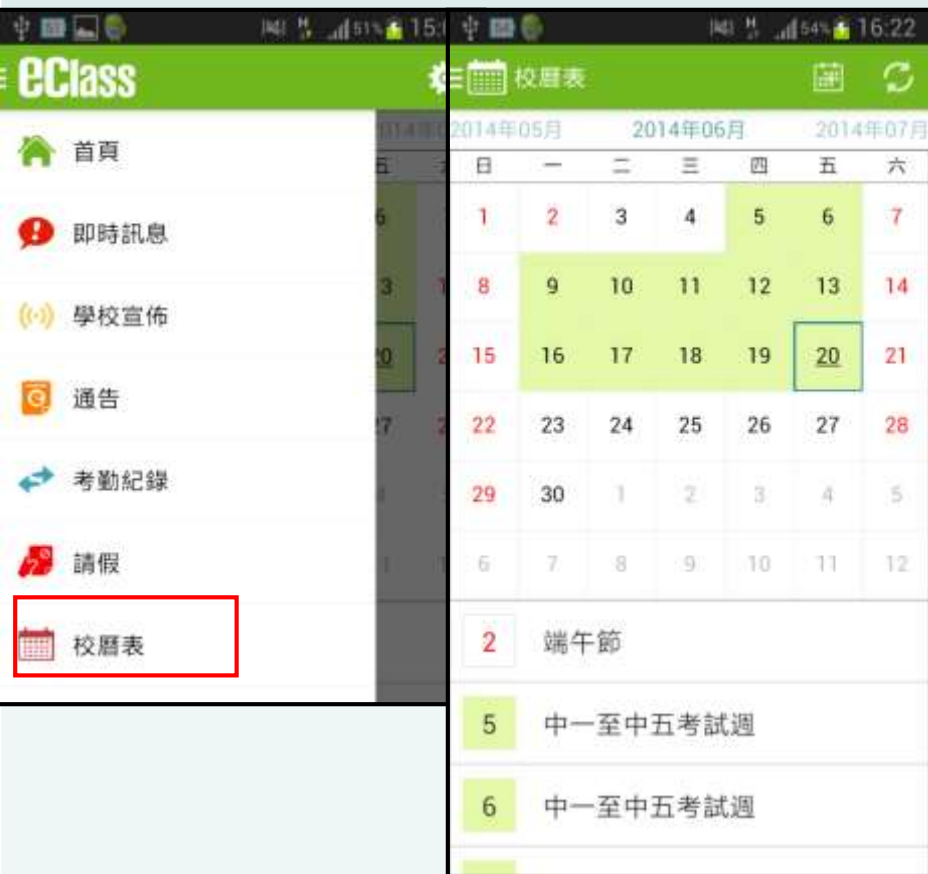 51% 15:0
eClass
首頁
即時訊息
學校宣佈
通告
考勤紀錄
請假
校曆表
54% 16:22
校曆表
2014年05月 2014年06月 2014年07月
日 一 二 三 四 五 六
1 2 3 4 5 6 7
8 9 10 11 12 13 14
15 16 17 18 19 20 21
22 23 24 25 26 27 28
29 30 1 2 3 4 5
6 7 8 9 10 11 12
2 端午節
5 中一至中五考試週
6 中一至中五考試週